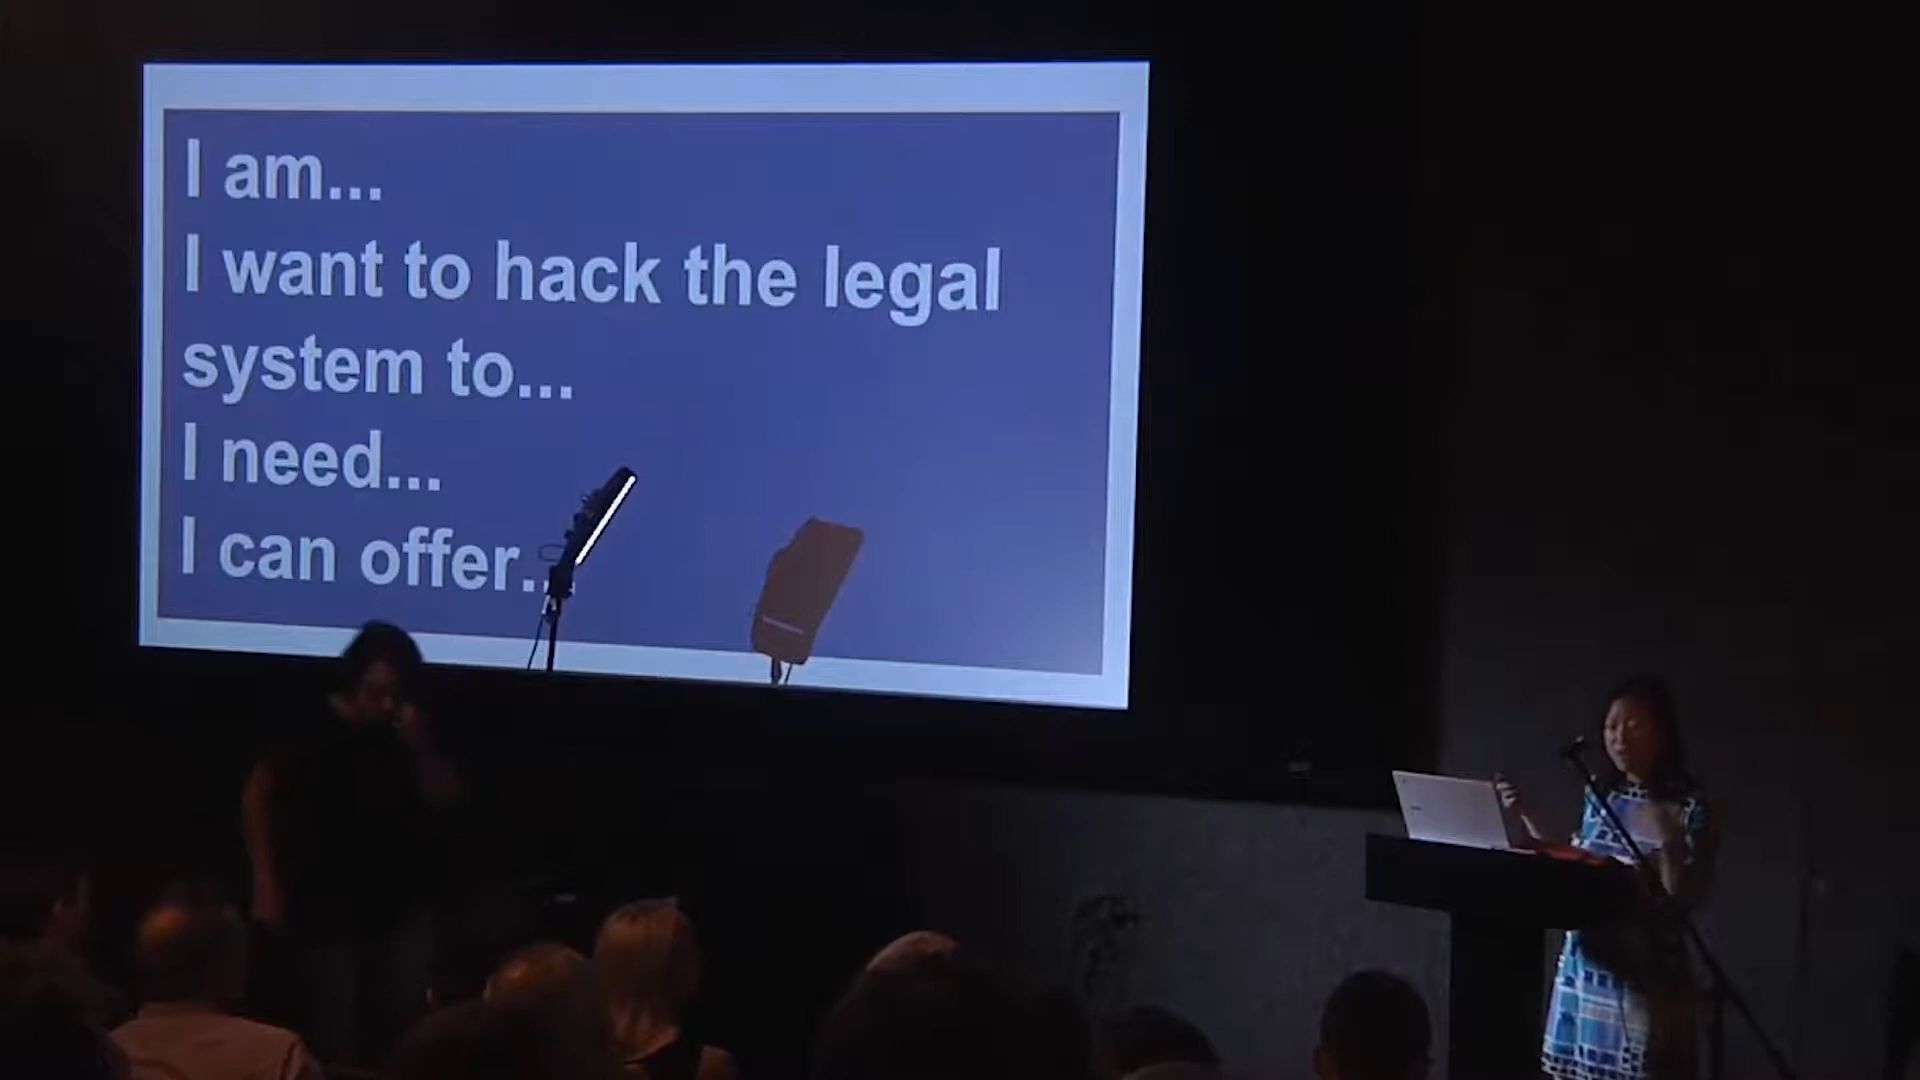 I am...
I want to hack the legal
system to...
I need...
I can offer...